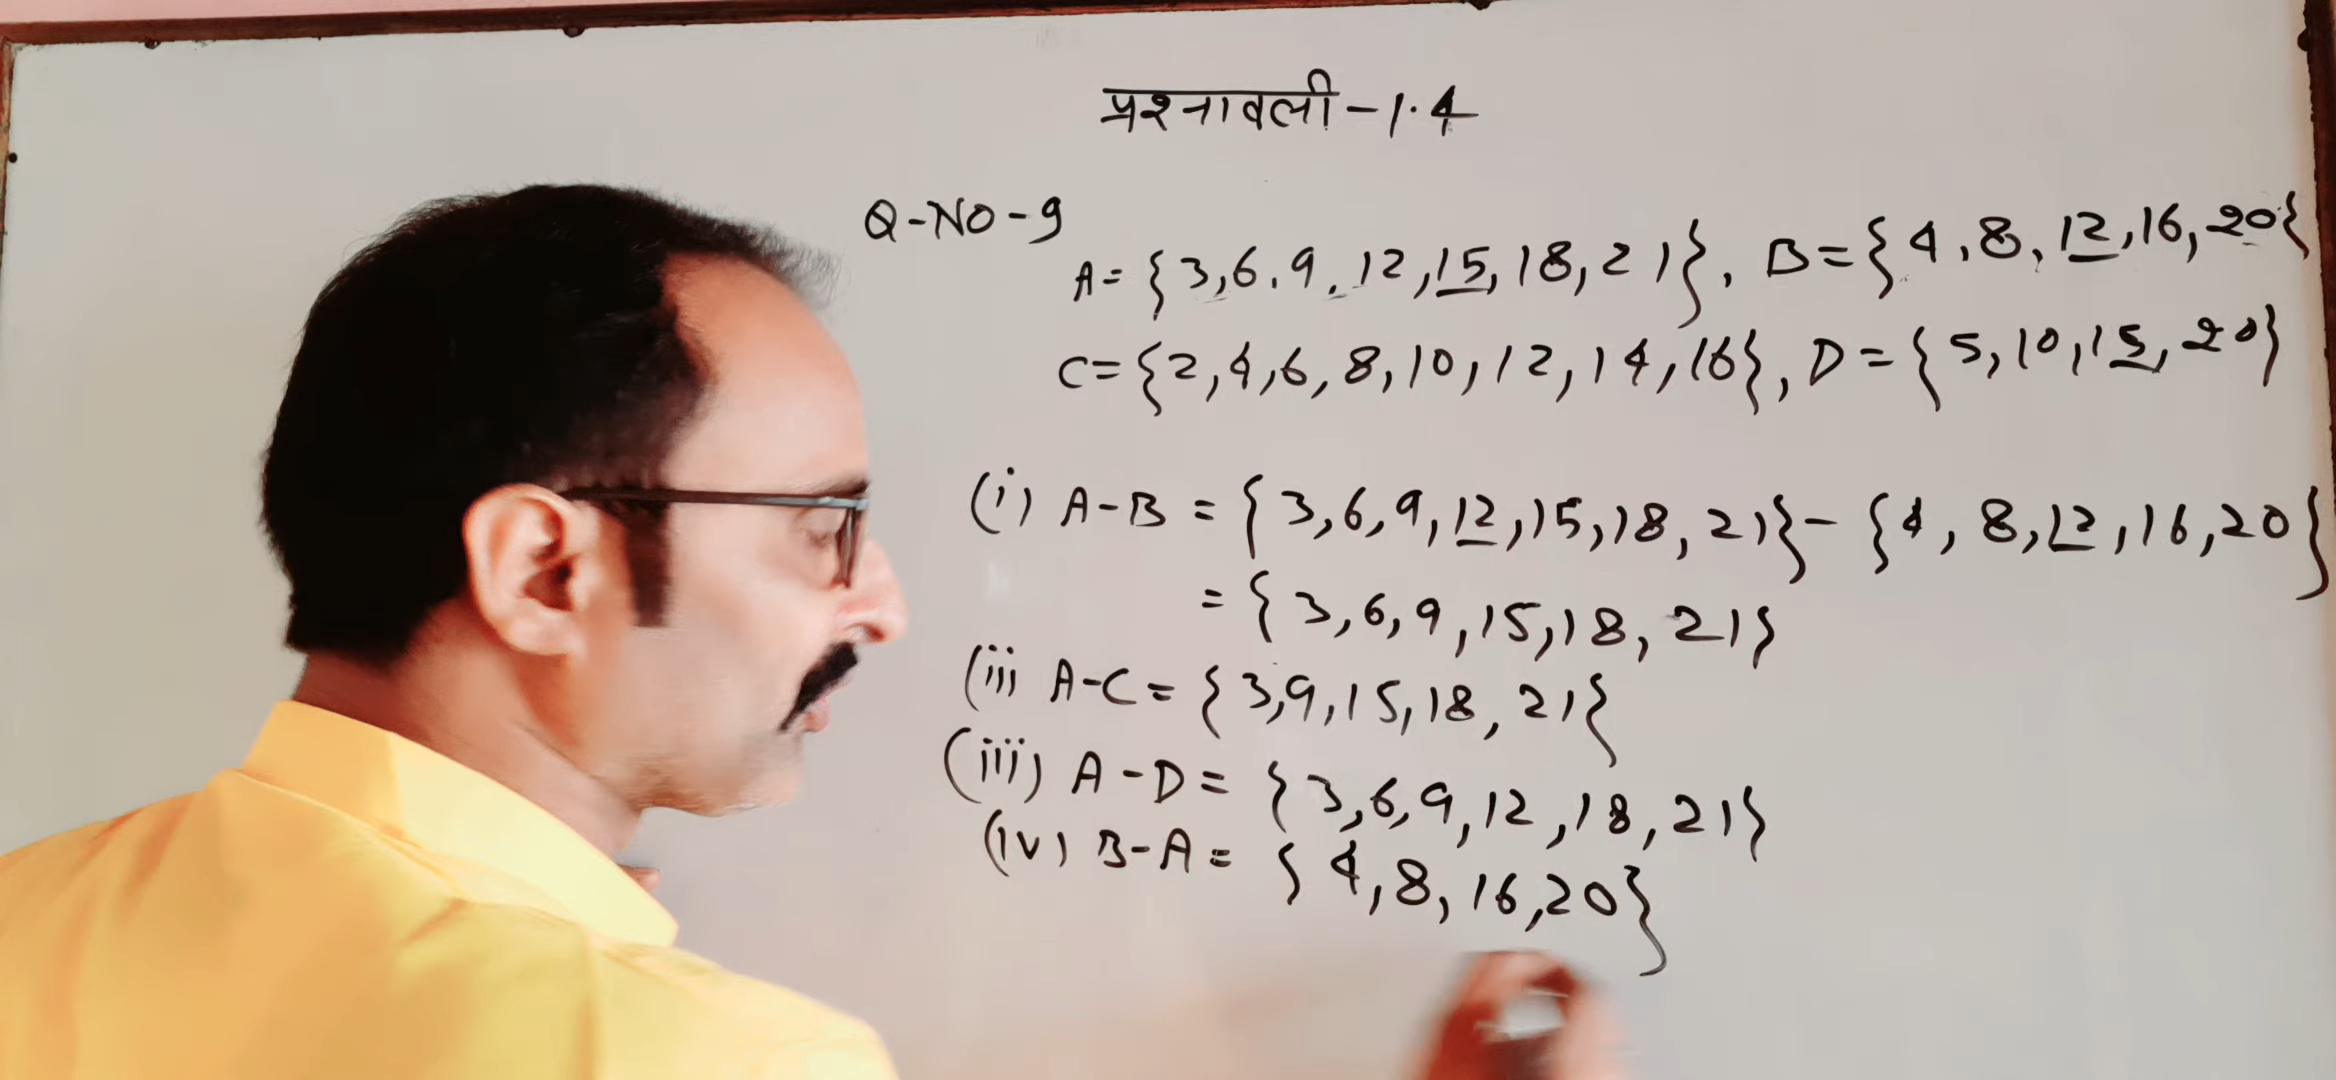 प्रश्नावली-1.4
Q-NO-9
A={3,6,9,12,15,18,21}, B={4,8,12,16,20}
C={2,4,6,8,10,12,14,16}, D={5,10,15,20}
(i) A-B = {3,6,9,12,15,18,21}-{4,8,12,16,20}
= {3,6,9,15,18,21}
(ii) A-C= {3,9,15,18,21}
(iii) A-D= {3,6,9,12,18,21}
(iv) B-A= {4,8,16,20}